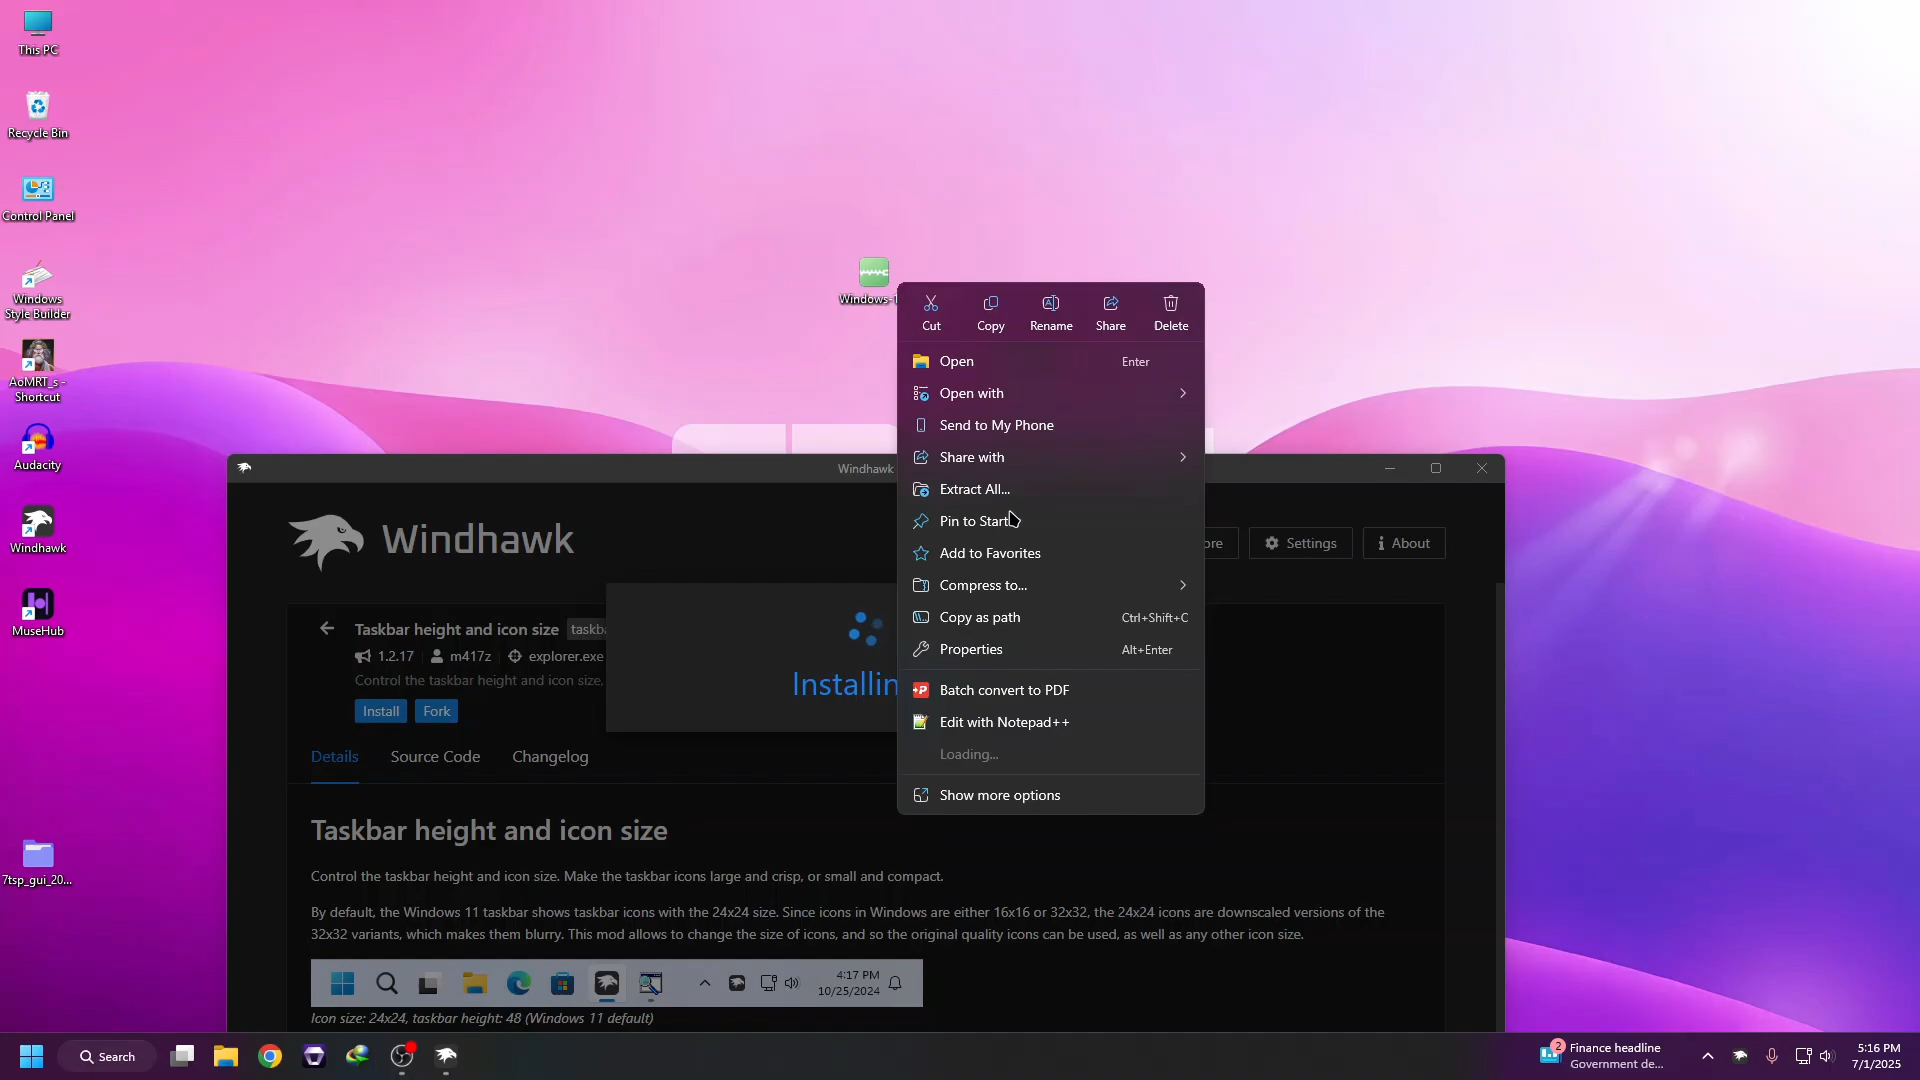 This PC
Recycle Bin
Control Panel
Windows
Style Builder
AoMRT_s -
Shortcut
Audacity
Windhawk
MuseHub
7tsp_gui_20...
Cut
Copy
Rename
Share
Delete
Open Enter
Open with
Send to My Phone
Share with
Extract All...
Pin to Start
Add to Favorites
Compress to...
Copy as path Ctrl+Shift+C
Properties Alt+Enter
Batch convert to PDF
Edit with Notepad++
Loading...
Show more options
Windhawk
Windhawk
Settings
About
Taskbar height and icon size
1.2.17 m417z explorer.exe
Control the taskbar height and icon size.
Install Fork
Details Source Code Changelog
Taskbar height and icon size
Control the taskbar height and icon size. Make the taskbar icons large and crisp, or small and compact.
By default, the Windows 11 taskbar shows taskbar icons with the 24x24 size. Since icons in Windows are either 16x16 or 32x32, the 24x24 icons are downscaled versions of the
32x32 variants, which makes them blurry. This mod allows to change the size of icons, and so the original quality icons can be used, as well as any other icon size.
4:17 PM
10/25/2024
Icon size: 24x24, taskbar height: 48 (Windows 11 default)
Search
2
Finance headline
Government de...
5:16 PM
7/1/2025